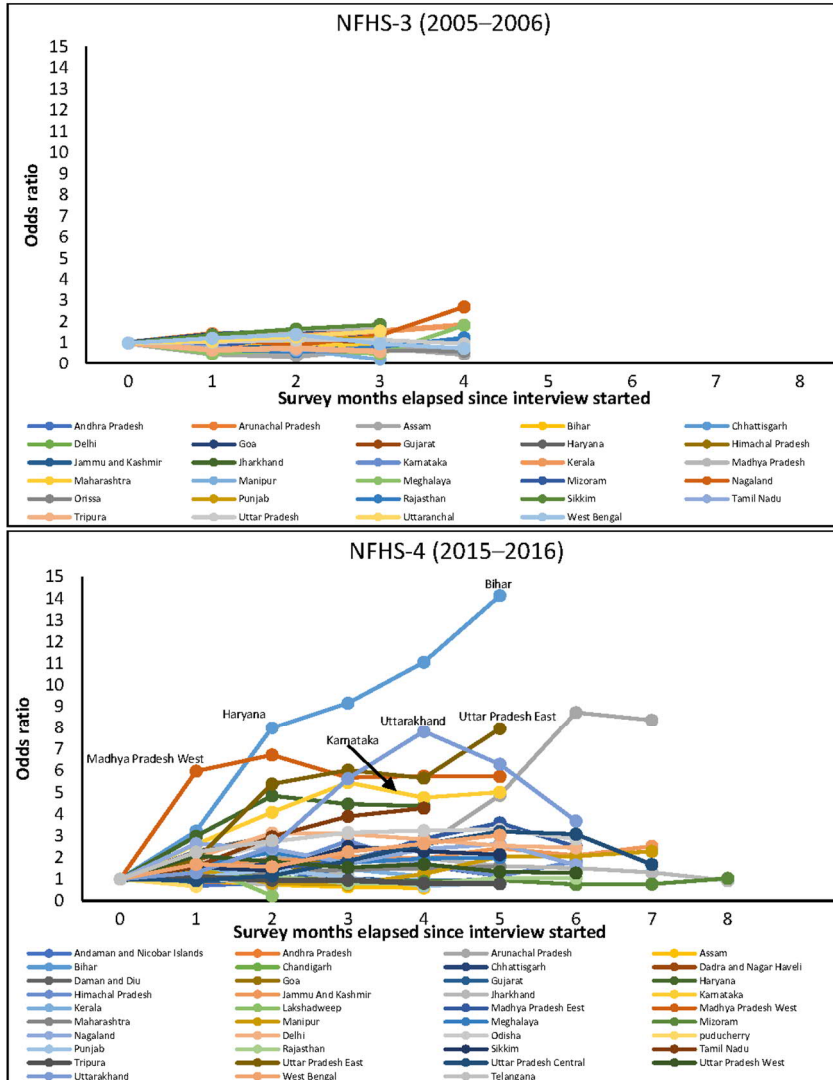 NFHS-3 (2005–2006)
15
14
13
12
11
10
9
8
7
6
5
4
3
2
1
0
Odds ratio
0 1 2 3 4 5 6 7 8
Survey months elapsed since interview started
Andhra Pradesh Arunachal Pradesh Assam Bihar Chhattisgarh
Delhi Goa Gujarat Haryana Himachal Pradesh
Jammu and Kashmir Jharkhand Karnataka Kerala Madhya Pradesh
Maharashtra Manipur Meghalaya Mizoram Nagaland
Orissa Punjab Rajasthan Sikkim Tamil Nadu
Tripura Uttar Pradesh Uttaranchal West Bengal
NFHS-4 (2015–2016)
15
14
13
12
11
10
9
8
7
6
5
4
3
2
1
0
Odds ratio
Bihar
Haryana
Uttarakhand
Uttar Pradesh East
Karnataka
Madhya Pradesh West
0 1 2 3 4 5 6 7 8
Survey months elapsed since interview started
Andaman and Nicobar Islands Andhra Pradesh Arunachal Pradesh Assam
Bihar Chandigarh Chhattisgarh Dadra and Nagar Haveli
Daman and Diu Goa Gujarat Haryana
Himachal Pradesh Jammu And Kashmir Jharkhand Karnataka
Kerala Lakshadweep Madhya Pradesh Eest Madhya Pradesh West
Maharashtra Manipur Meghalaya Mizoram
Nagaland Delhi Odisha puducherry
Punjab Rajasthan Sikkim Tamil Nadu
Tripura Uttar Pradesh East Uttar Pradesh Central Uttar Pradesh West
Uttarakhand West Bengal Telangana